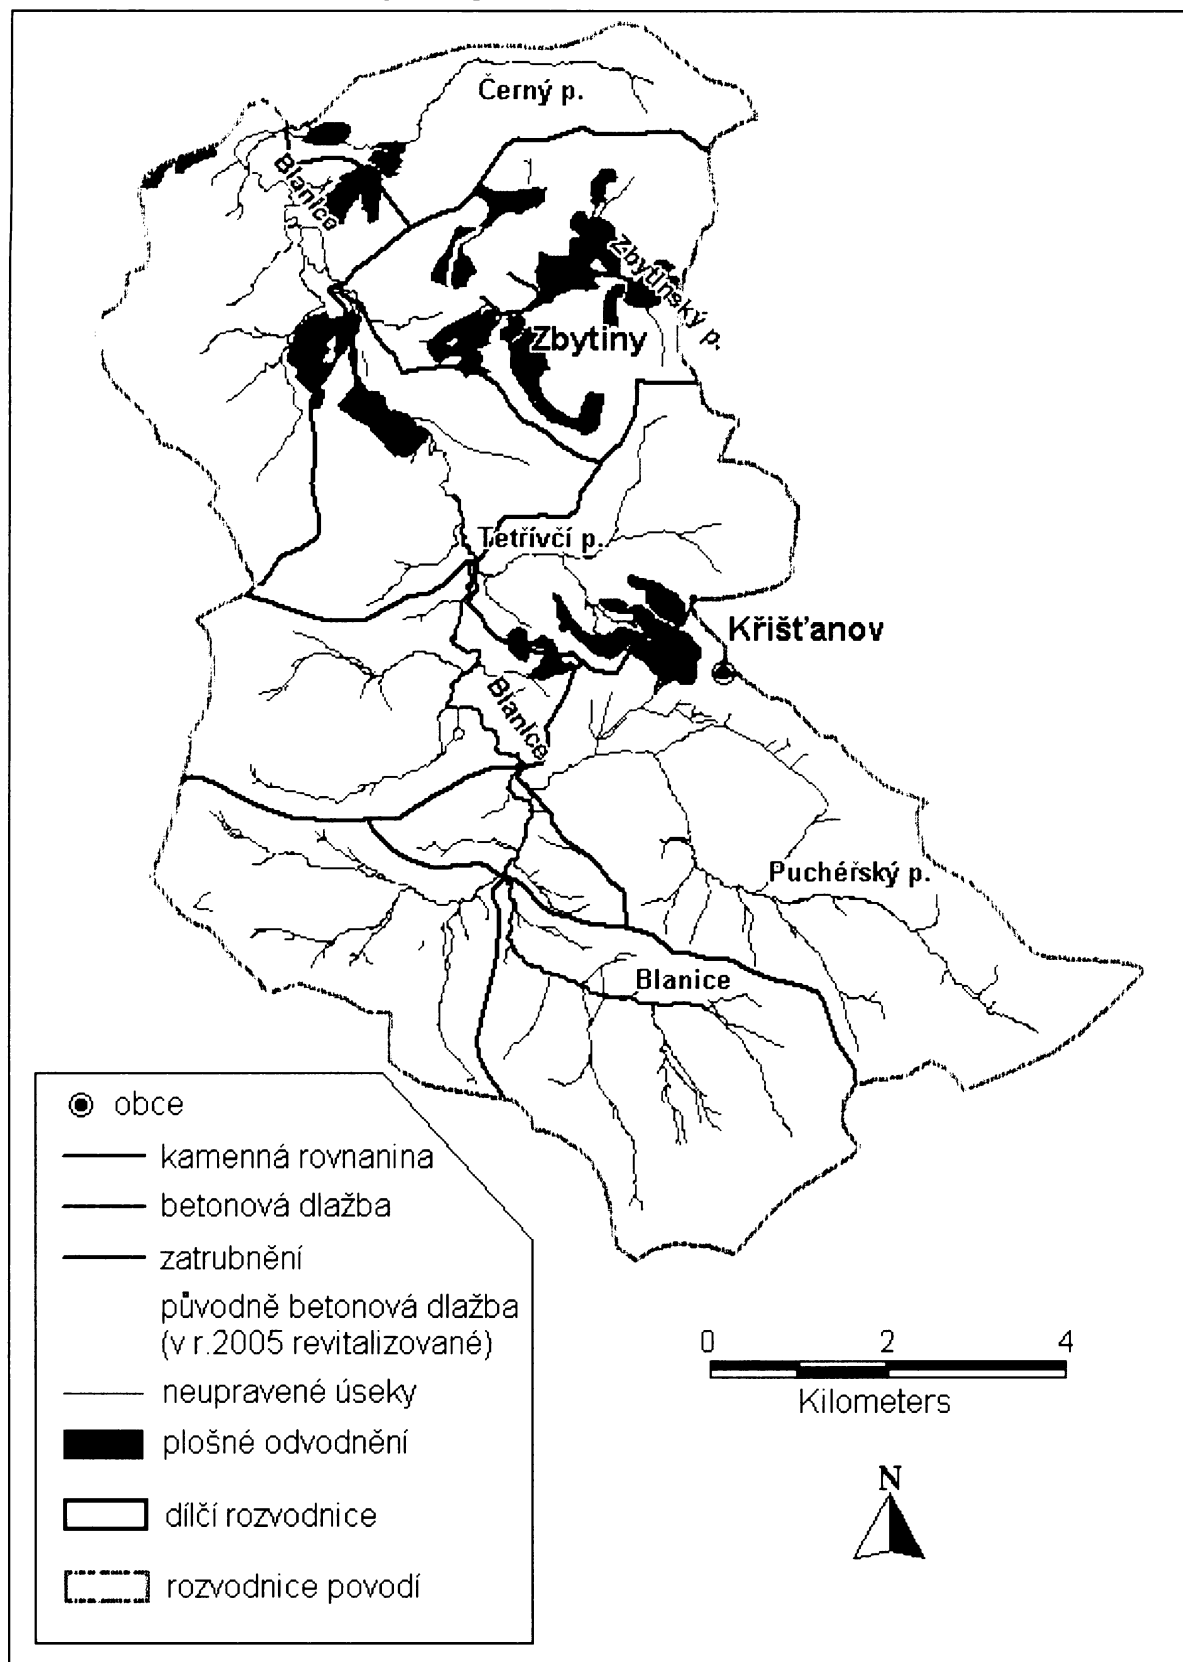 Černý p.
Blanice
Zbytinský p.
Zbytiny
Tetřívčí p.
Křišťanov
Blanice
Puchéřský p.
Blanice
obce
kamenná rovnanina
betonová dlažba
zatrubnění
původně betonová dlažba
(v r.2005 revitalizované)
neupravené úseky
plošné odvodnění
dílčí rozvodnice
rozvodnice povodí
0 2 4
Kilometers
N